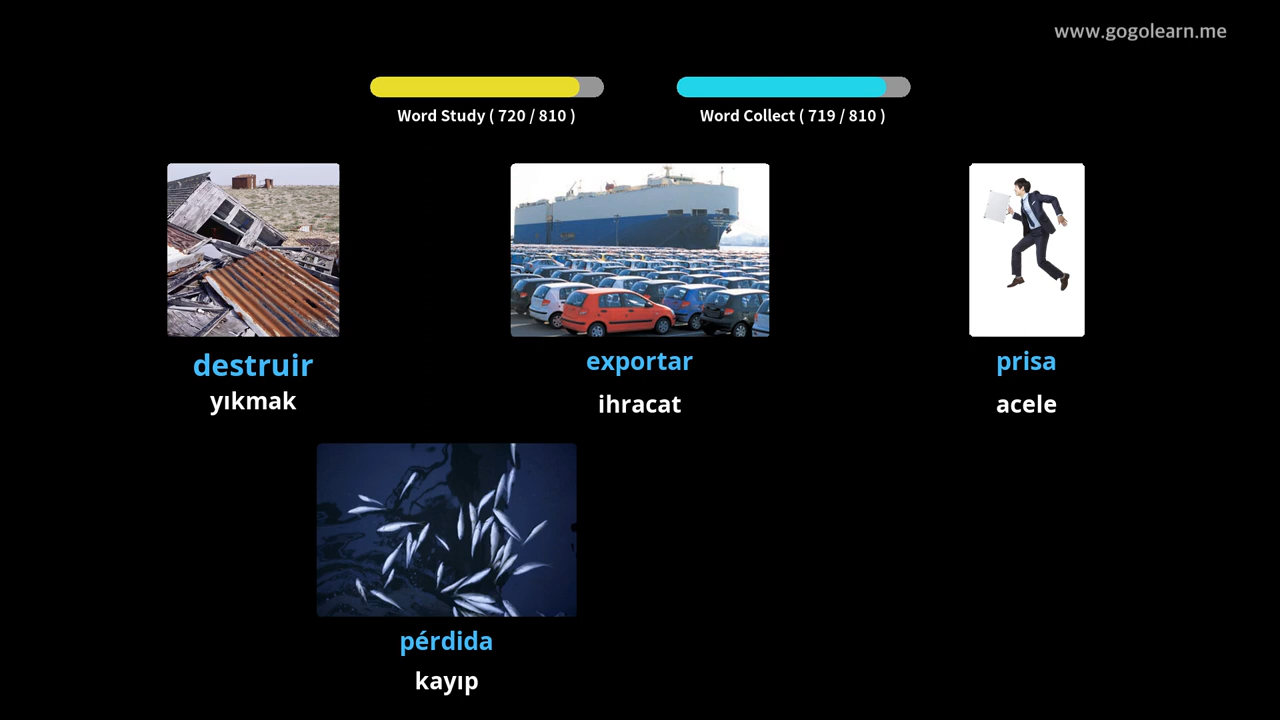 www.gogolearn.me
Word Study ( 720 / 810 )
Word Collect ( 719 / 810 )
destruir
yıkmak
exportar
ihracat
prisa
acele
pérdida
kayıp